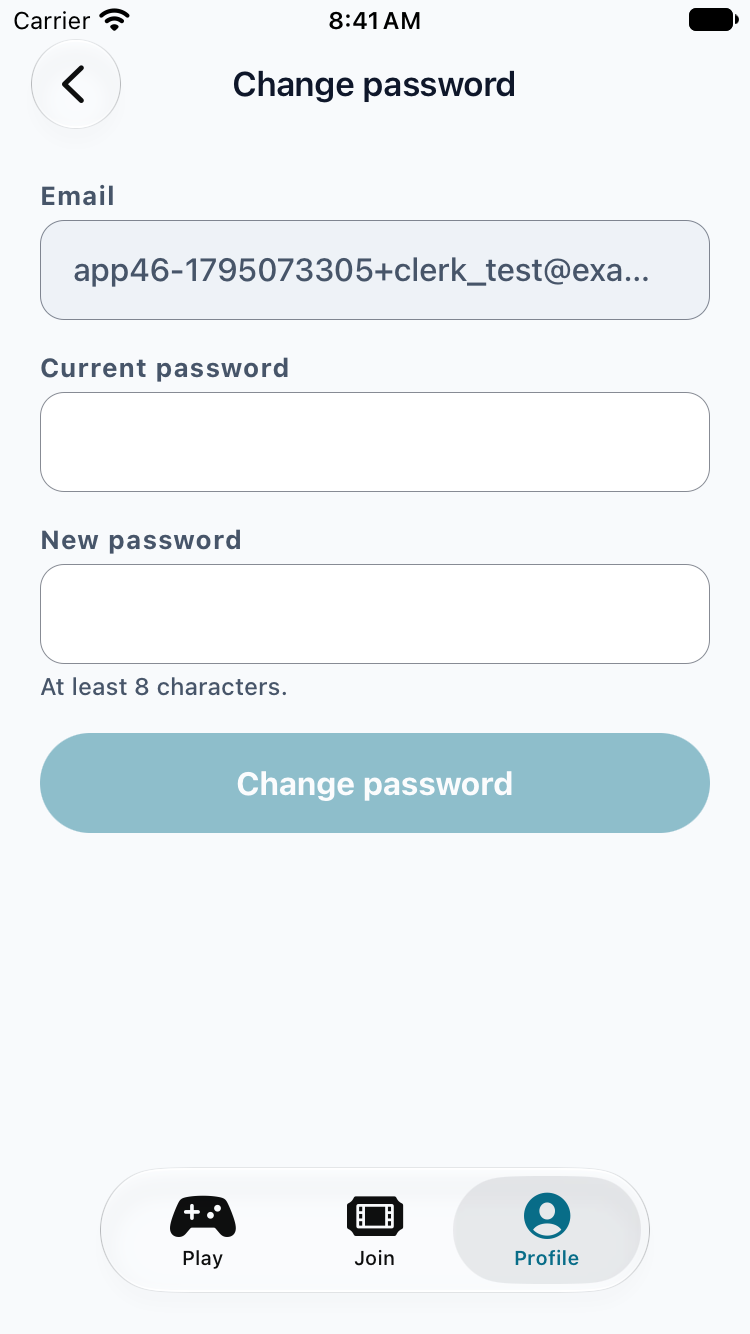 Carrier 8:41 AM
Change password
Email
app46-1795073305+clerk_test@exa...
Current password
New password
At least 8 characters.
Change password
Play Join Profile